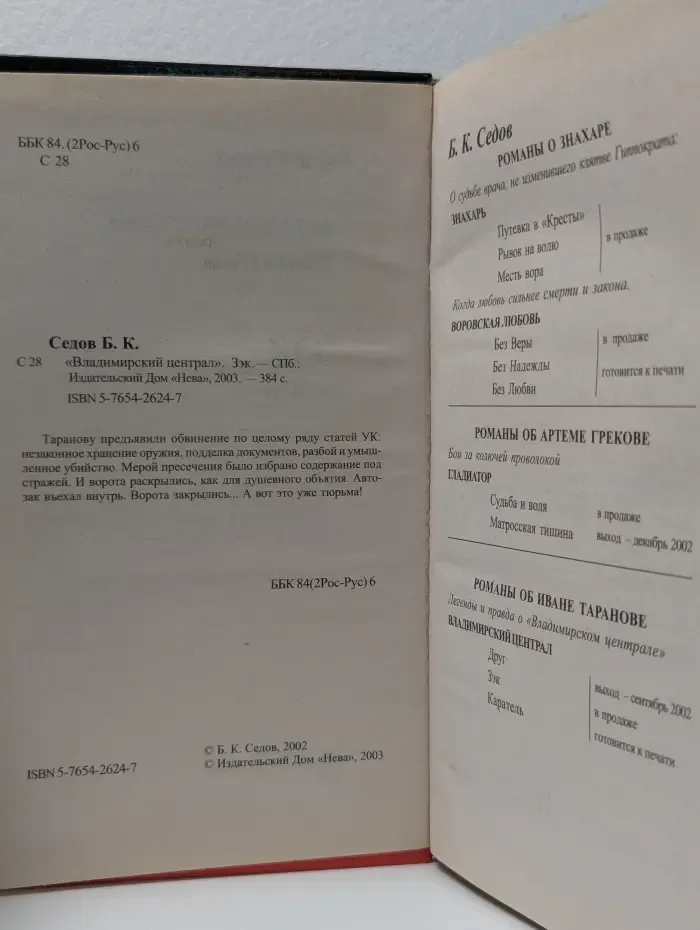 ББК 84.(2Рос-Рус) 6
С 28
Седов Б. К.
С 28 «Владимирский централ». Зэк. — СПб.:
Издательский Дом «Нева», 2003. — 384 с.
ISBN 5-7654-2624-7
Таранову предъявили обвинение по целому ряду статей УК:
незаконное хранение оружия, подделка документов, разбой и умыш-
ленное убийство. Мерой пресечения было избрано содержание под
стражей. И ворота раскрылись, как для душевного объятия. Авто-
зак въехал внутрь. Ворота закрылись... А вот это уже тюрьма!
ББК 84(2Рос-Рус) 6
ISBN 5-7654-2624-7
© Б. К. Седов, 2002
© Издательский Дом «Нева», 2003
Б. К. Седов
РОМАНЫ О ЗНАХАРЕ
О судьбе врача, не изменившего клятве Гиппократа:
ЗНАХАРЬ
Путевка в «Кресты»
Рывок на волю
Месть вора
в продаже
Когда любовь сильнее смерти и закона.
ВОРОВСКАЯ ЛЮБОВЬ
Без Веры в продаже
Без Надежды готовится к печати
Без Любви
РОМАНЫ ОБ АРТЕМЕ ГРЕКОВЕ
Бои за колючей проволокой
ГЛАДИАТОР
Судьба и воля в продаже
Матросская тишина выход – декабрь 2002
РОМАНЫ ОБ ИВАНЕ ТАРАНОВЕ
Легенды и правда о «Владимирском централе»
ВЛАДИМИРСКИЙ ЦЕНТРАЛ
Друг выход – сентябрь 2002
Зэк в продаже
Каратель готовится к печати